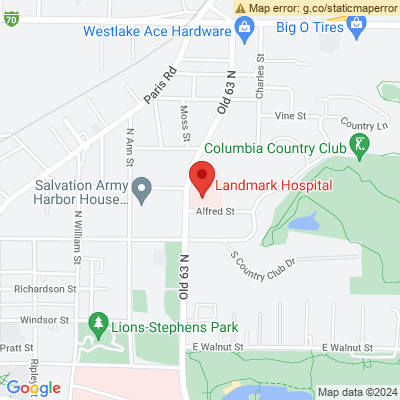 Map error: g.co/staticmaperror
70
Westlake Ace Hardware
Big O Tires
Paris Rd
Old 63 N
Charles St
Moss St
Vine St
Country Ln
N Ann St
Columbia Country Club
Salvation Army
Harbor House...
Landmark Hospital
Alfred St
N William St
Old 63 N
S Country Club Dr
Richardson St
Windsor St
Lions-Stephens Park
Pratt St
E Walnut St
E Walnut St
Ripley
Google
Map data ©2024